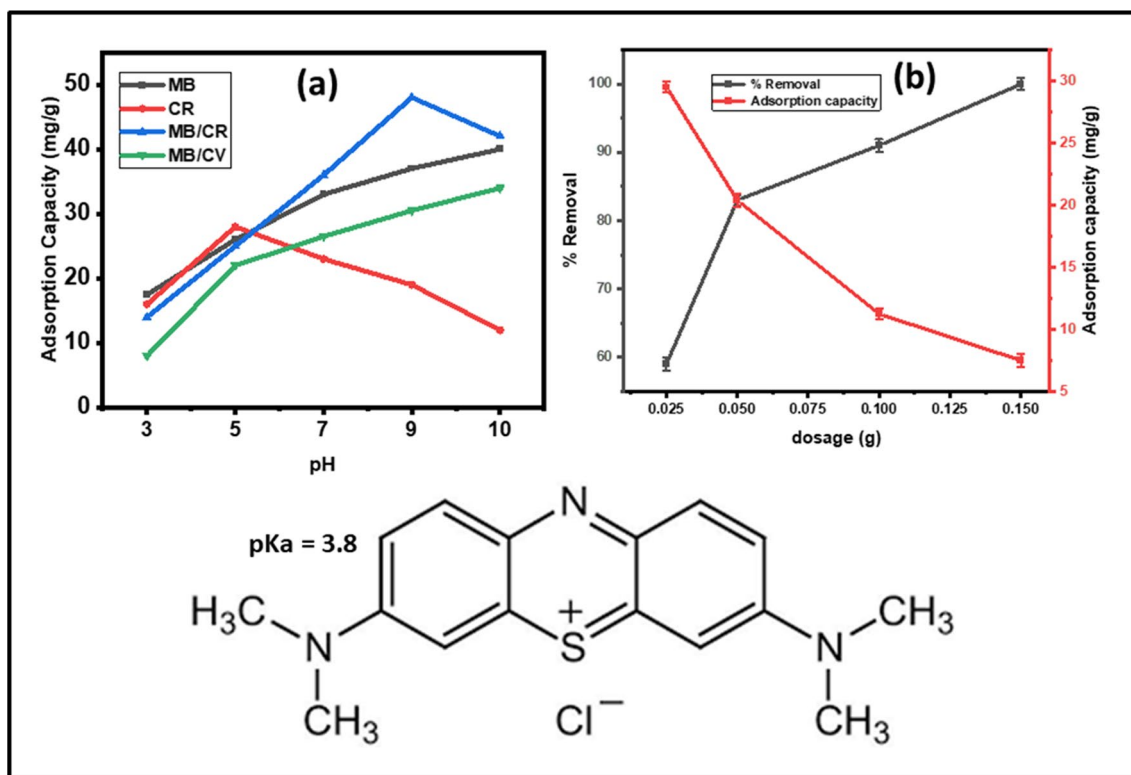 (a)
MB
CR
MB/CR
MB/CV
Adsorption Capacity (mg/g)
50
40
30
20
10
0
3 5 7 9 10
pH
(b)
% Removal
Adsorption capacity
% Removal
100
90
80
70
60
Adsorption capacity (mg/g)
30
25
20
15
10
5
0.025 0.050 0.075 0.100 0.125 0.150
dosage (g)
pKa = 3.8
N
H3C
N
CH3
S
+
Cl−
CH3
N
CH3